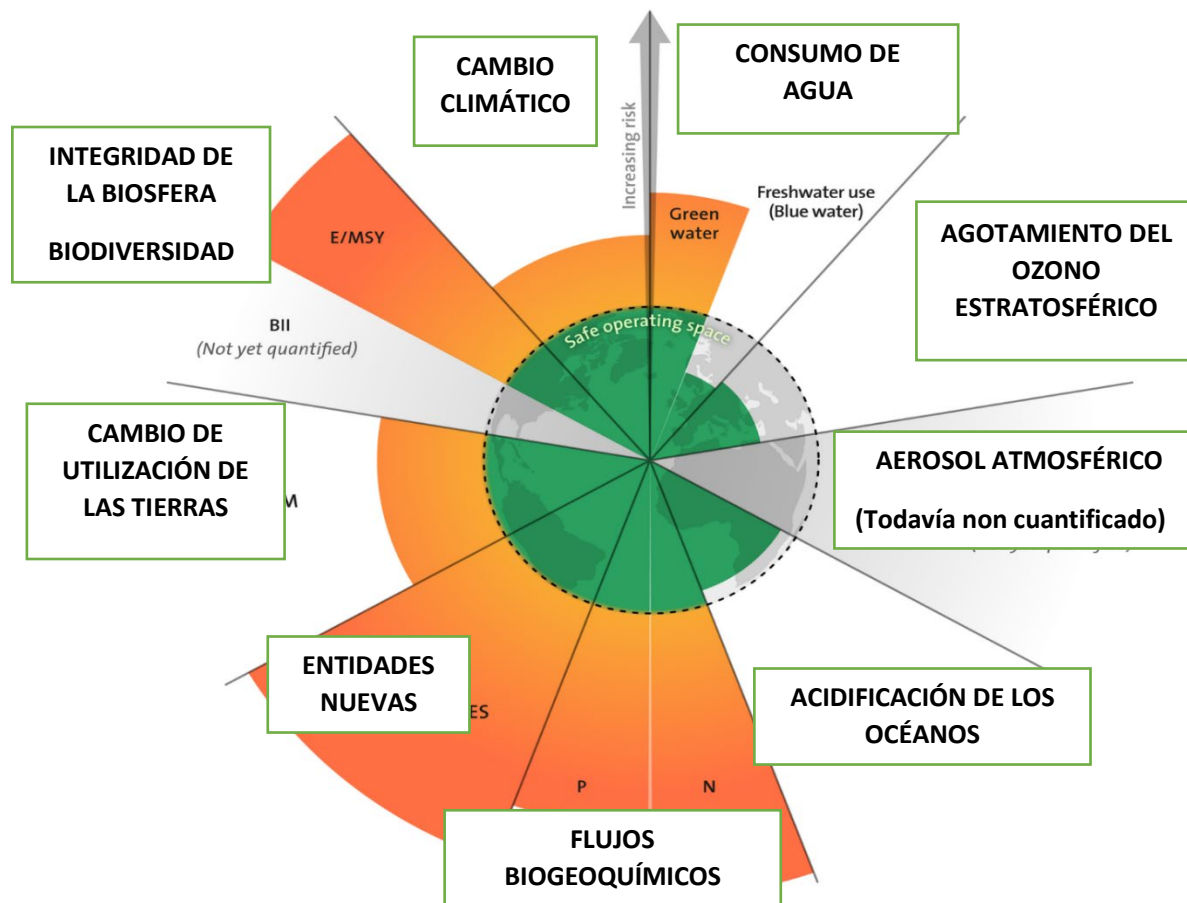 CAMBIO
CLIMÁTICO
CONSUMO DE
AGUA
Increasing risk
INTEGRIDAD DE
LA BIOSFERA
BIODIVERSIDAD
E/MSY
Green
water
Freshwater use
(Blue water)
AGOTAMIENTO DEL
OZONO
ESTRATOSFÉRICO
Safe operating space
BII
(Not yet quantified)
CAMBIO DE
UTILIZACIÓN DE
LAS TIERRAS
AEROSOL ATMOSFÉRICO
(Todavía non cuantificado)
ENTIDADES
NUEVAS
ES
ACIDIFICACIÓN DE LOS
OCÉANOS
P
N
FLUJOS
BIOGEOQUÍMICOS